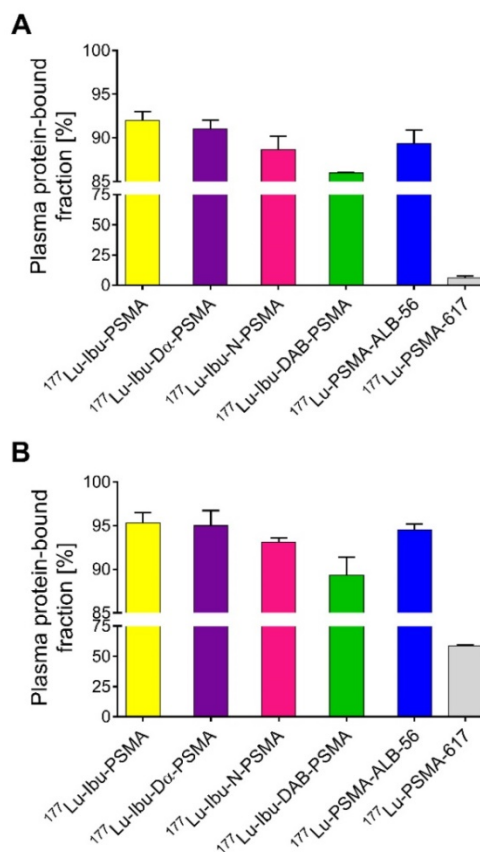 A
Plasma protein-bound
fraction [%]
100
95
90
85
75
50
25
0
¹⁷⁷Lu-Ibu-PSMA
¹⁷⁷Lu-Ibu-Dα-PSMA
¹⁷⁷Lu-Ibu-N-PSMA
¹⁷⁷Lu-Ibu-DAB-PSMA
¹⁷⁷Lu-PSMA-ALB-56
¹⁷⁷Lu-PSMA-617
B
Plasma protein-bound
fraction [%]
100
95
90
85
75
50
25
0
¹⁷⁷Lu-Ibu-PSMA
¹⁷⁷Lu-Ibu-Dα-PSMA
¹⁷⁷Lu-Ibu-N-PSMA
¹⁷⁷Lu-Ibu-DAB-PSMA
¹⁷⁷Lu-PSMA-ALB-56
¹⁷⁷Lu-PSMA-617